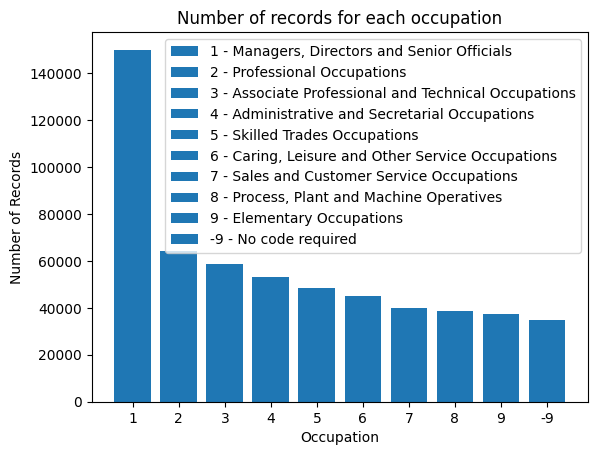 Number of records for each occupation
Number of Records
140000
120000
100000
80000
60000
40000
20000
0
1 - Managers, Directors and Senior Officials
2 - Professional Occupations
3 - Associate Professional and Technical Occupations
4 - Administrative and Secretarial Occupations
5 - Skilled Trades Occupations
6 - Caring, Leisure and Other Service Occupations
7 - Sales and Customer Service Occupations
8 - Process, Plant and Machine Operatives
9 - Elementary Occupations
-9 - No code required
1 2 3 4 5 6 7 8 9 -9
Occupation